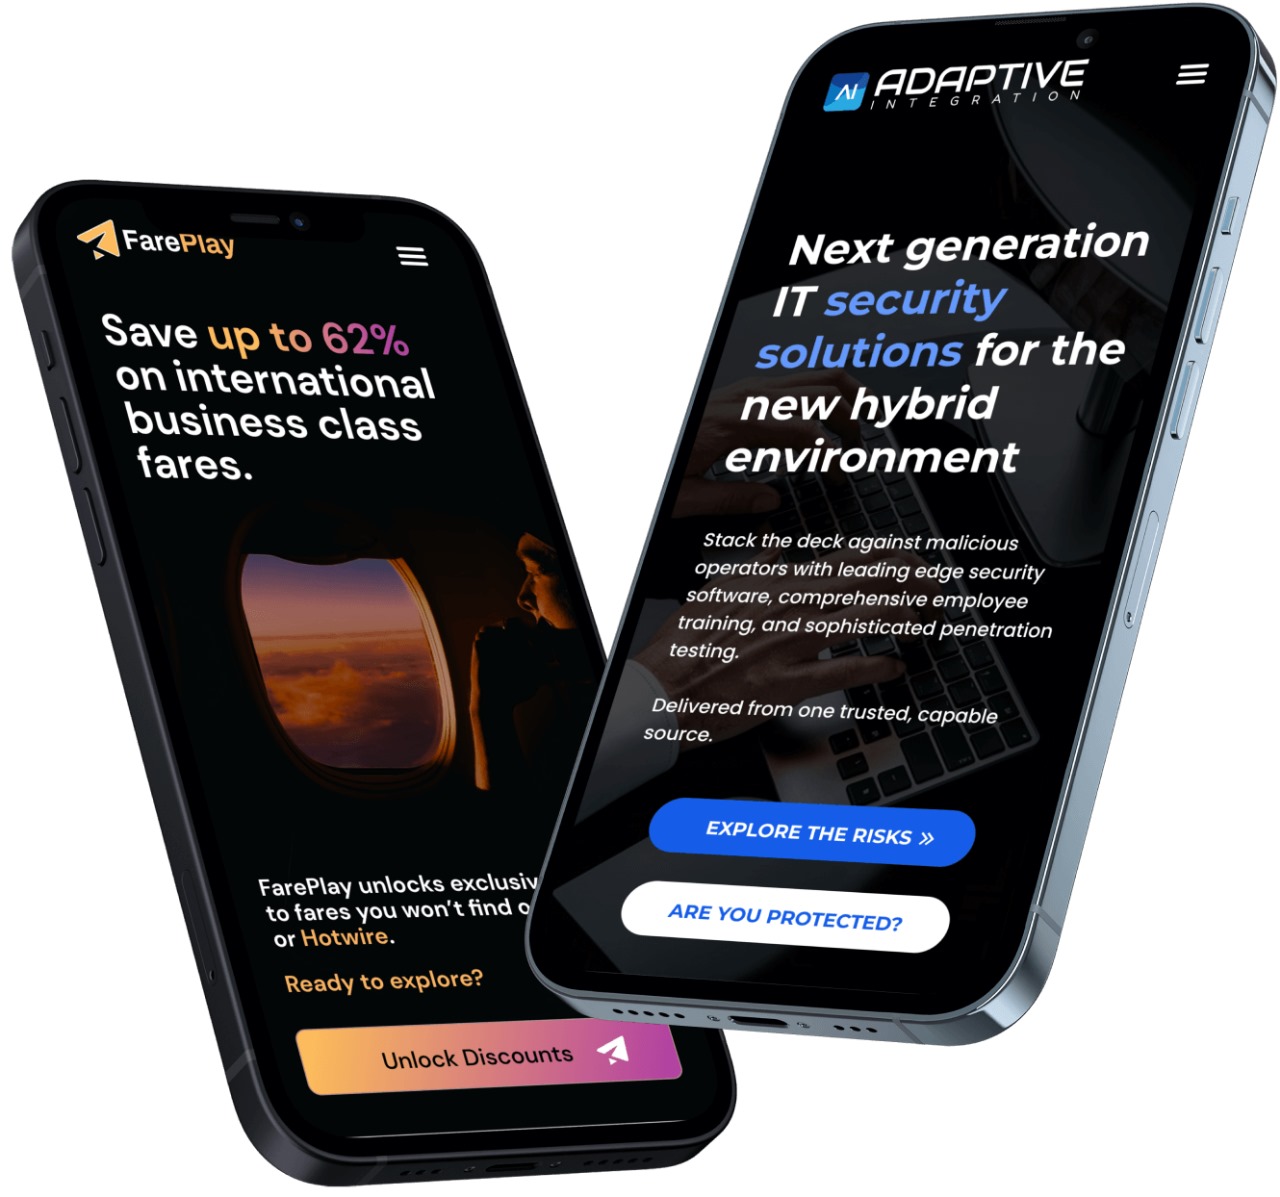 FarePlay
Save up to 62%
on international
business class
fares.
FarePlay unlocks exclusiv
to fares you won't find o
or Hotwire.
Ready to explore?
Unlock Discounts
AI ADAPTIVE
INTEGRATION
Next generation
IT security
solutions for the
new hybrid
environment
Stack the deck against malicious
operators with leading edge security
software, comprehensive employee
training, and sophisticated penetration
testing.
Delivered from one trusted, capable
source.
EXPLORE THE RISKS »
ARE YOU PROTECTED?